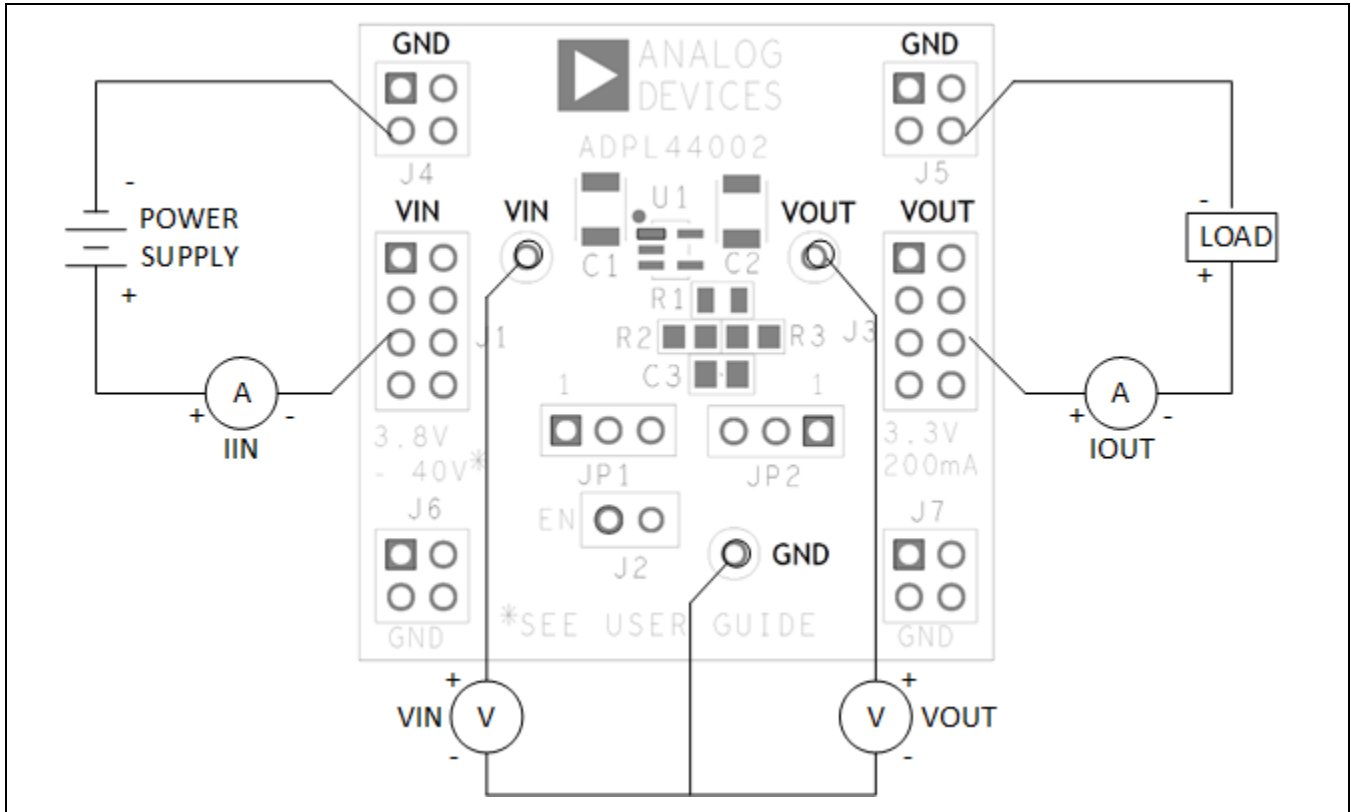 GND
ANALOG
DEVICES
GND
ADPL44002
J4
J5
-
POWER
SUPPLY
+
VIN
VIN
U1
VOUT
VOUT
-
LOAD
+
C1
C2
R1
J1
R2
R3
J3
C3
A
+
-
IIN
1
1
A
+
-
IOUT
3.8V
- 40V*
JP1
JP2
3.3V
200mA
J6
EN
J2
GND
J7
GND
*SEE USER GUIDE
GND
+
VIN
V
-
+
V
VOUT
-